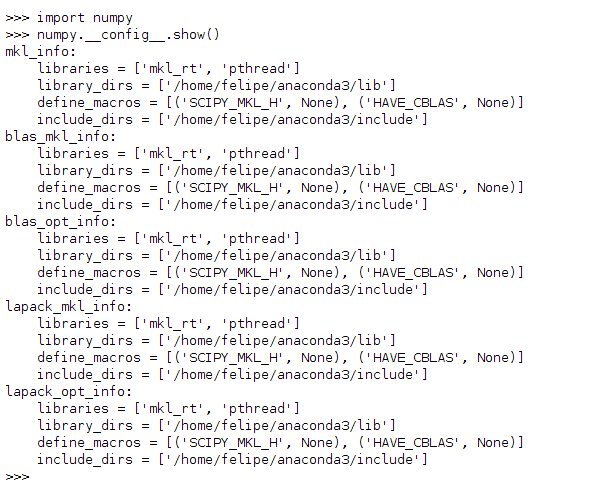 >>> import numpy
>>> numpy.__config__.show()
mkl_info:
    libraries = ['mkl_rt', 'pthread']
    library_dirs = ['/home/felipe/anaconda3/lib']
    define_macros = [('SCIPY_MKL_H', None), ('HAVE_CBLAS', None)]
    include_dirs = ['/home/felipe/anaconda3/include']
blas_mkl_info:
    libraries = ['mkl_rt', 'pthread']
    library_dirs = ['/home/felipe/anaconda3/lib']
    define_macros = [('SCIPY_MKL_H', None), ('HAVE_CBLAS', None)]
    include_dirs = ['/home/felipe/anaconda3/include']
blas_opt_info:
    libraries = ['mkl_rt', 'pthread']
    library_dirs = ['/home/felipe/anaconda3/lib']
    define_macros = [('SCIPY_MKL_H', None), ('HAVE_CBLAS', None)]
    include_dirs = ['/home/felipe/anaconda3/include']
lapack_mkl_info:
    libraries = ['mkl_rt', 'pthread']
    library_dirs = ['/home/felipe/anaconda3/lib']
    define_macros = [('SCIPY_MKL_H', None), ('HAVE_CBLAS', None)]
    include_dirs = ['/home/felipe/anaconda3/include']
lapack_opt_info:
    libraries = ['mkl_rt', 'pthread']
    library_dirs = ['/home/felipe/anaconda3/lib']
    define_macros = [('SCIPY_MKL_H', None), ('HAVE_CBLAS', None)]
    include_dirs = ['/home/felipe/anaconda3/include']
>>>